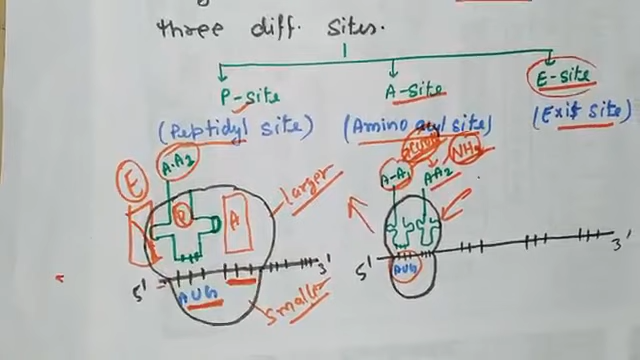 three diff. sites.
P-site A-site E-site
(Peptidyl site) (Amino acyl site) (Exit site)
A.A2 NH2
E A-A1 AA2
P A larger
5' AUG 3' 5' AUG 3'
Smaller